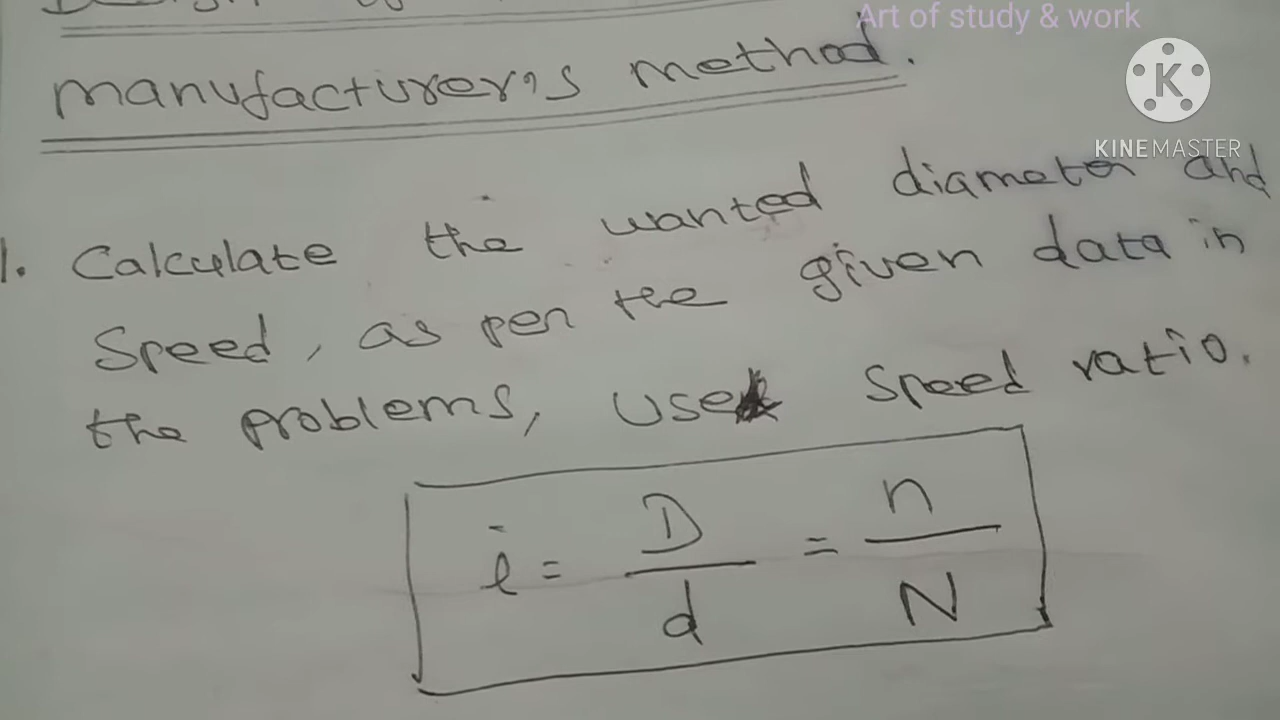 Art of study & work
manufacturer's method.
K
KINEMASTER
1. Calculate the wanted diameter and
Speed, as per the given data in
the problems, use Speed ratio.
i = D/d = n/N